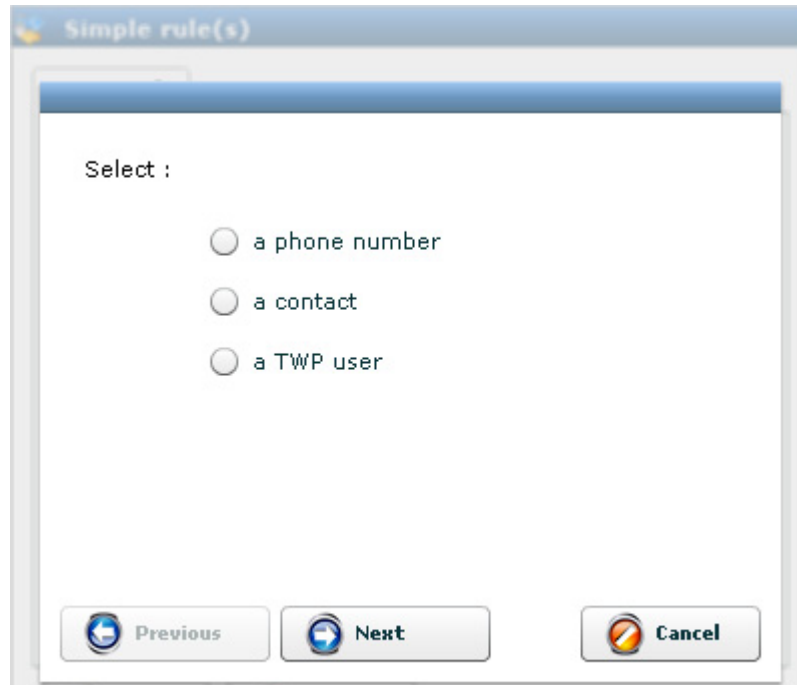 Simple rule(s)
Select :
a phone number
a contact
a TWP user
Previous
Next
Cancel